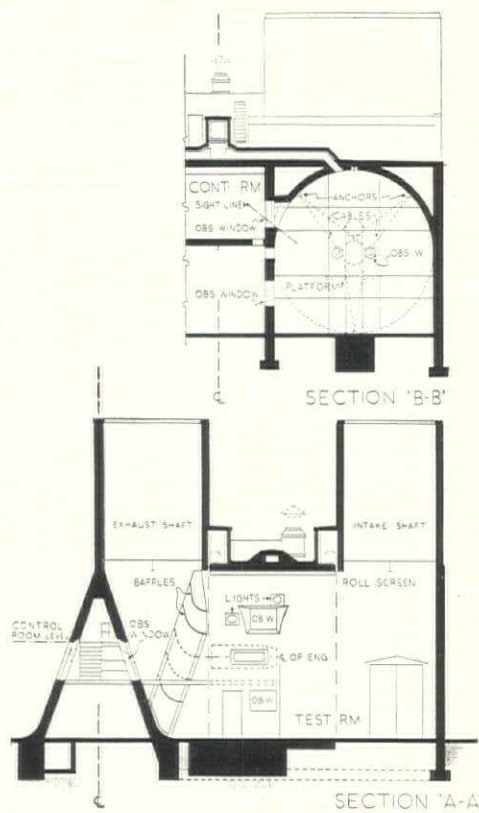 CONT RM
SIGHT LINE
OBS WINDOW
ANCHORS
CABLES
OBS W
OBS WINDOW
PLATFORM
℄
SECTION 'B-B'
EXHAUST SHAFT
INTAKE SHAFT
BAFFLES
ROLL SCREEN
LIGHTS
OB W
CONTROL
ROOM LEVEL
OBS
WINDOW
℄ OF ENG
OB W
TEST RM
℄
SECTION 'A-A'